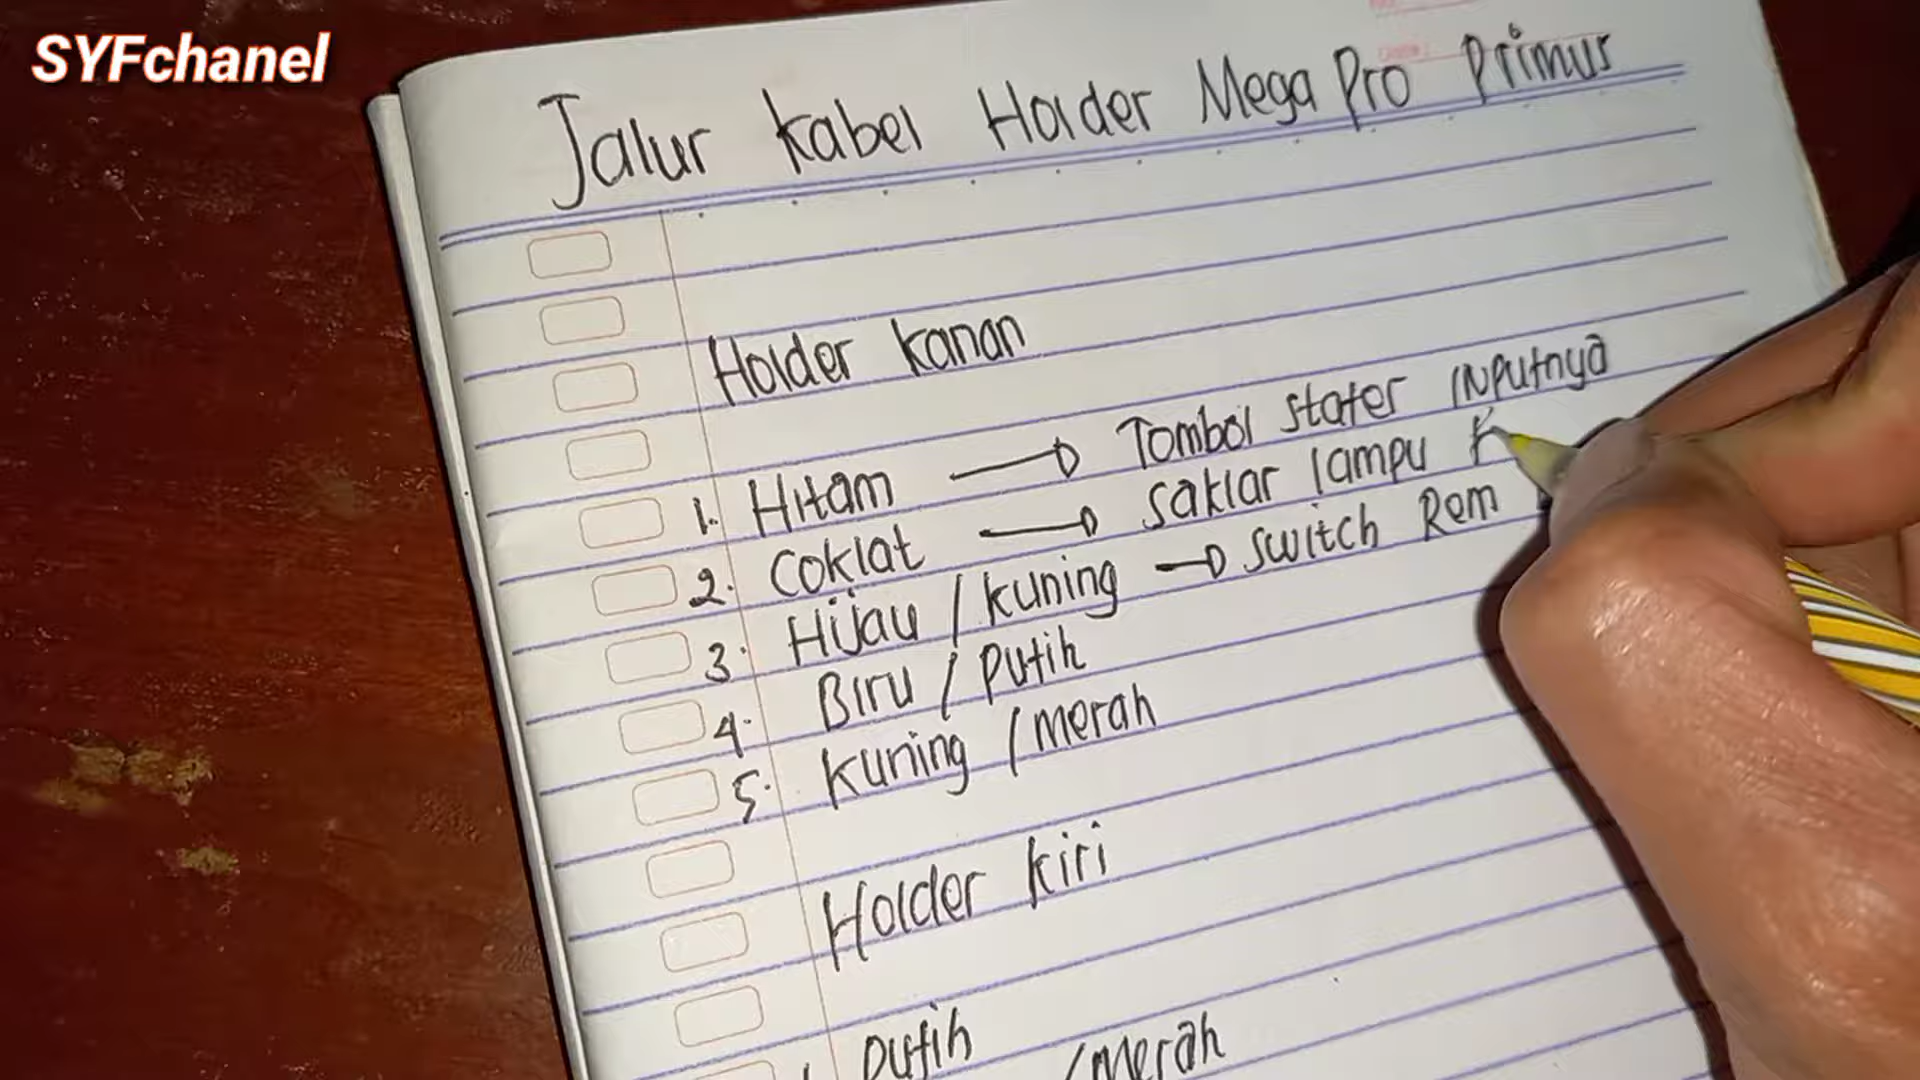 SYFchanel
Jalur Kabel Holder Mega Pro Primus
Holder Kanan
1. Hitam → Tombol stater inputnya
2. Coklat → Saklar lampu K
3. Hijau / Kuning → Switch Rem
4. Biru / Putih
5. Kuning / Merah
Holder Kiri
Putih
/Merah